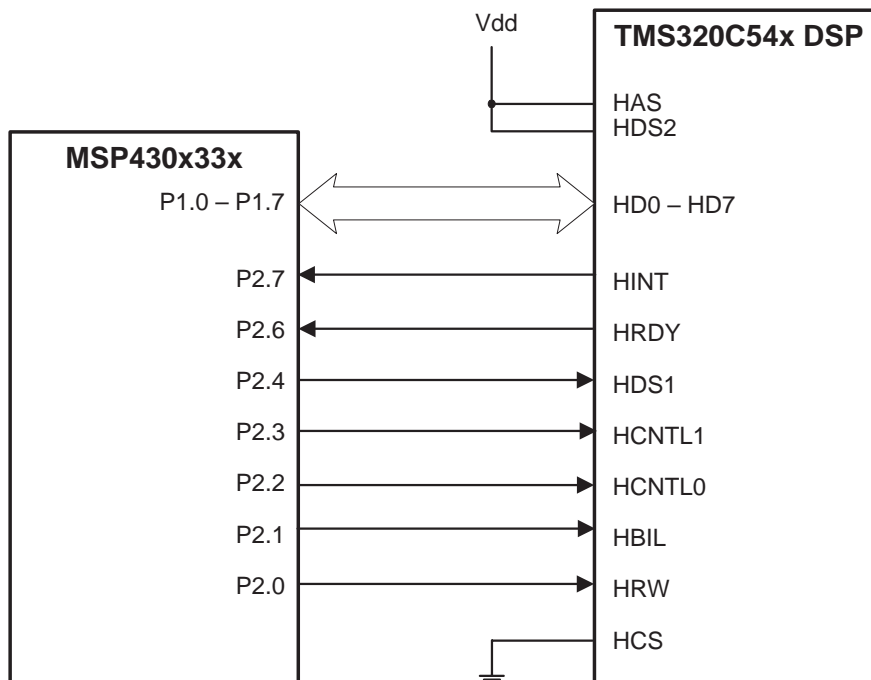 Vdd
TMS320C54x DSP
HAS
HDS2
MSP430x33x
P1.0 – P1.7
HD0 – HD7
P2.7
HINT
P2.6
HRDY
P2.4
HDS1
P2.3
HCNTL1
P2.2
HCNTL0
P2.1
HBIL
P2.0
HRW
HCS